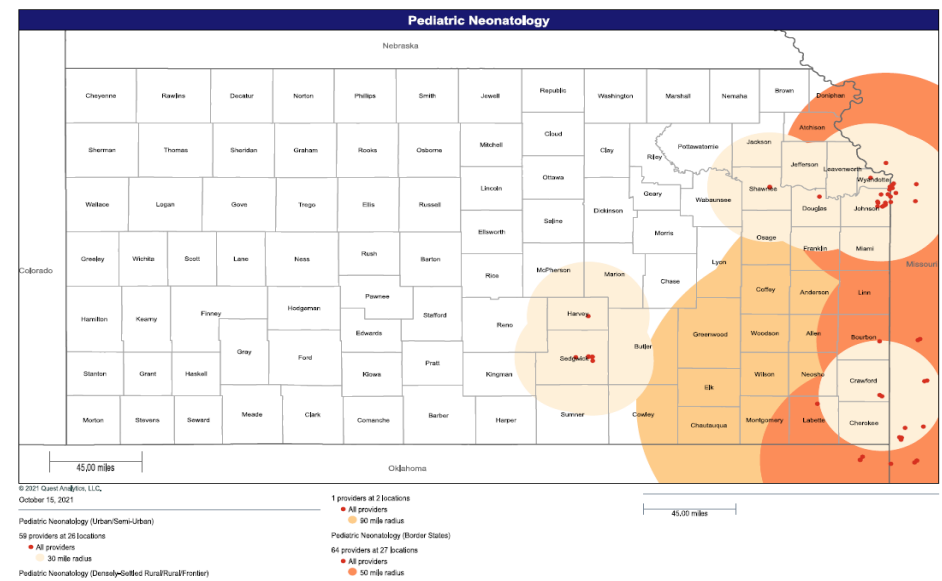 Pediatric Neonatology
Nebraska
Cheyenne Rawlins Decatur Norton Phillips Smith Jewell Republic Washington Marshall Nemaha Brown Doniphan
Atchison
Cloud
Sherman Thomas Sheridan Graham Rooks Osborne Mitchell Clay Riley Pottawatomie Jackson
Jefferson Leavenworth
Ottawa Wyandotte
Lincoln Geary Shawnee
Wallace Logan Gove Trego Ellis Russell Dickinson Wabaunsee Douglas Johnson
Saline
Ellsworth Morris Osage
Franklin Miami
Greeley Wichita Scott Lane Ness Rush Barton Lyon
Colorado Missouri
Rice McPherson Marion Chase
Coffey Anderson Linn
Pawnee
Hamilton Kearny Finney Hodgeman Stafford Harvey
Reno
Edwards Greenwood Woodson Allen Bourbon
Gray Ford Butler
Pratt Sedgwick
Stanton Grant Haskell Kiowa Kingman Wilson Neosho Crawford
Elk
Morton Stevens Seward Meade Clark Comanche Barber Harper Sumner Cowley Chautauqua Montgomery Labette Cherokee
45,00 miles
Oklahoma
© 2021 Quest Analytics, LLC.
October 15, 2021
Pediatric Neonatology (Urban/Semi-Urban)
59 providers at 26 locations
All providers
30 mile radius
Pediatric Neonatology (Densely-Settled Rural/Rural/Frontier)
1 providers at 2 locations
All providers
90 mile radius
Pediatric Neonatology (Border States)
64 providers at 27 locations
All providers
50 mile radius
45.00 miles